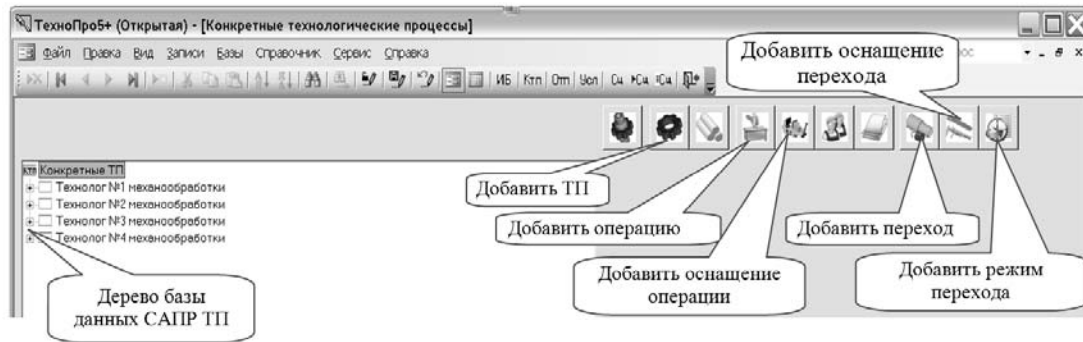 ТехноПро5+ (Открытая) - [Конкретные технологические процессы]
Файл Правка Вид Записи Базы Справочник Сервис Справка
ИБ Ктп Отп Усл Сц
Добавить оснащение
перехода
КТП Конкретные ТП
Технолог №1 механообработки
Технолог №2 механообработки
Технолог №3 механообработки
Технолог №4 механообработки
Добавить ТП
Добавить операцию
Добавить переход
Добавить оснащение
операции
Добавить режим
перехода
Дерево базы
данных САПР ТП